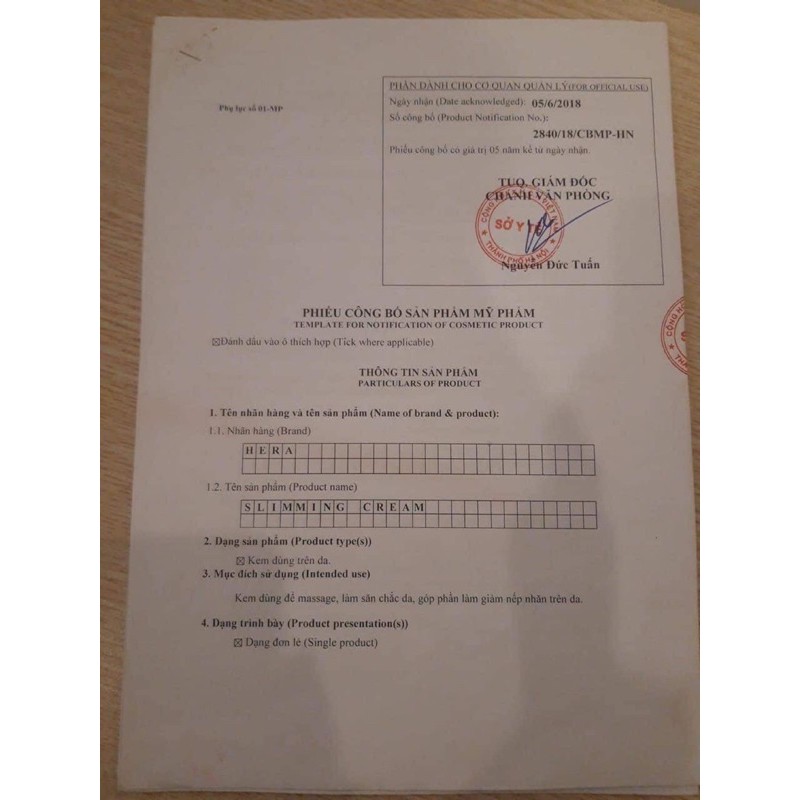 Phụ lục số 01-MP
PHẦN DÀNH CHO CƠ QUAN QUẢN LÝ(FOR OFFICIAL USE)
Ngày nhận (Date acknowledged): 05/6/2018
Số công bố (Product Notification No.):
2840/18/CBMP-HN
Phiếu công bố có giá trị 05 năm kể từ ngày nhận.
TUQ. GIÁM ĐỐC
CHÁNH VĂN PHÒNG
SỞ Y TẾ
THÀNH PHỐ HÀ NỘI
Nguyễn Đức Tuấn
PHIẾU CÔNG BỐ SẢN PHẨM MỸ PHẨM
TEMPLATE FOR NOTIFICATION OF COSMETIC PRODUCT
☒Đánh dấu vào ô thích hợp (Tick where applicable)
THÔNG TIN SẢN PHẨM
PARTICULARS OF PRODUCT
1. Tên nhãn hàng và tên sản phẩm (Name of brand & product):
1.1. Nhãn hàng (Brand)
HERA
1.2. Tên sản phẩm (Product name)
SLIMMING CREAM
2. Dạng sản phẩm (Product type(s))
☒ Kem dùng trên da.
3. Mục đích sử dụng (Intended use)
Kem dùng để massage, làm săn chắc da, góp phần làm giảm nếp nhăn trên da.
4. Dạng trình bày (Product presentation(s))
☒ Dạng đơn lẻ (Single product)